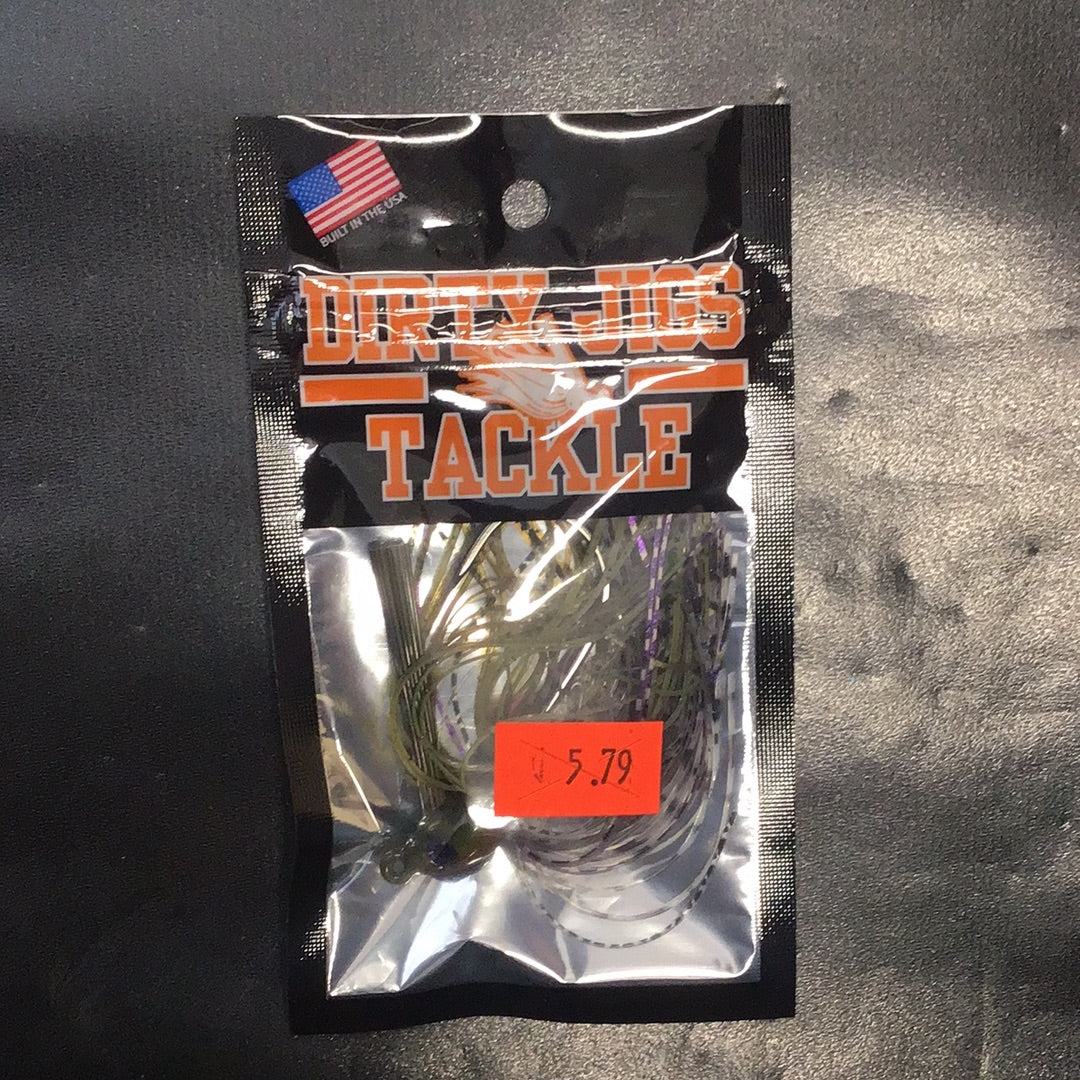 BUILT IN THE USA
DIRTY JIGS
TACKLE
5.79